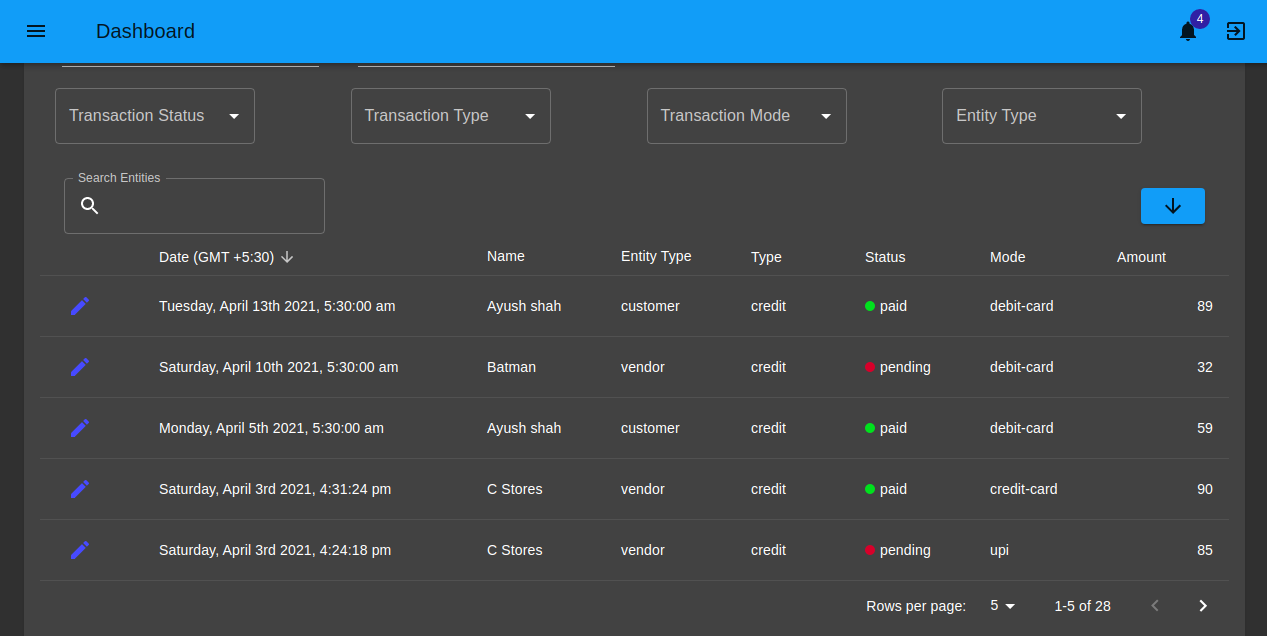 Dashboard 4
Transaction Status Transaction Type Transaction Mode Entity Type
Search Entities
Date (GMT +5:30) Name Entity Type Type Status Mode Amount
Tuesday, April 13th 2021, 5:30:00 am Ayush shah customer credit paid debit-card 89
Saturday, April 10th 2021, 5:30:00 am Batman vendor credit pending debit-card 32
Monday, April 5th 2021, 5:30:00 am Ayush shah customer credit paid debit-card 59
Saturday, April 3rd 2021, 4:31:24 pm C Stores vendor credit paid credit-card 90
Saturday, April 3rd 2021, 4:24:18 pm C Stores vendor credit pending upi 85
Rows per page: 5 1-5 of 28